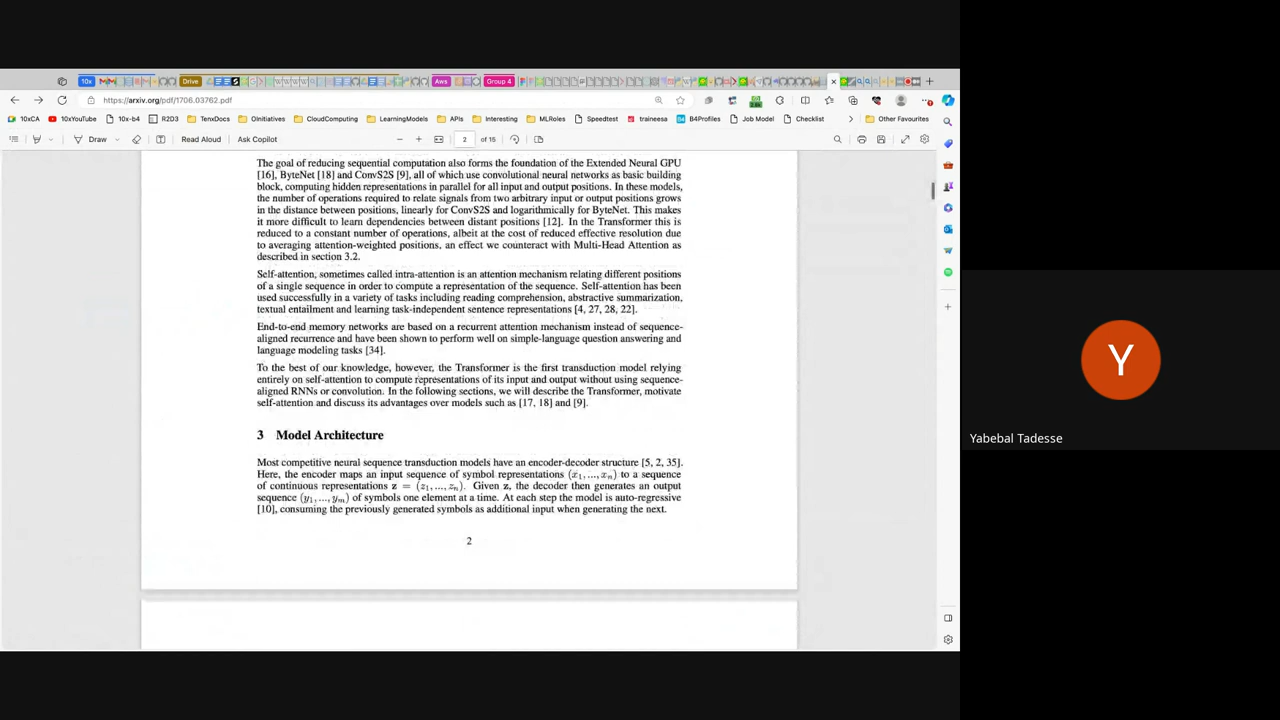 10x
Drive
Aws
Group 4
https://arxiv.org/pdf/1706.03762.pdf
10xCA
10xYouTube
10x-b4
R2D3
TenxDocs
OInitiatives
CloudComputing
LearningModels
APIs
Interesting
MLRoles
Speedtest
traineesa
B4Profiles
Job Model
Checklist
Other Favourites
Draw
Read Aloud
Ask Copilot
2
of 15
The goal of reducing sequential computation also forms the foundation of the Extended Neural GPU
[16], ByteNet [18] and ConvS2S [9], all of which use convolutional neural networks as basic building
block, computing hidden representations in parallel for all input and output positions. In these models,
the number of operations required to relate signals from two arbitrary input or output positions grows
in the distance between positions, linearly for ConvS2S and logarithmically for ByteNet. This makes
it more difficult to learn dependencies between distant positions [12]. In the Transformer this is
reduced to a constant number of operations, albeit at the cost of reduced effective resolution due
to averaging attention-weighted positions, an effect we counteract with Multi-Head Attention as
described in section 3.2.
Self-attention, sometimes called intra-attention is an attention mechanism relating different positions
of a single sequence in order to compute a representation of the sequence. Self-attention has been
used successfully in a variety of tasks including reading comprehension, abstractive summarization,
textual entailment and learning task-independent sentence representations [4, 27, 28, 22].
End-to-end memory networks are based on a recurrent attention mechanism instead of sequence-
aligned recurrence and have been shown to perform well on simple-language question answering and
language modeling tasks [34].
To the best of our knowledge, however, the Transformer is the first transduction model relying
entirely on self-attention to compute representations of its input and output without using sequence-
aligned RNNs or convolution. In the following sections, we will describe the Transformer, motivate
self-attention and discuss its advantages over models such as [17, 18] and [9].
3 Model Architecture
Most competitive neural sequence transduction models have an encoder-decoder structure [5, 2, 35].
Here, the encoder maps an input sequence of symbol representations (x₁, ..., xₙ) to a sequence
of continuous representations z = (z₁, ..., zₙ). Given z, the decoder then generates an output
sequence (y₁, ..., yₘ) of symbols one element at a time. At each step the model is auto-regressive
[10], consuming the previously generated symbols as additional input when generating the next.
2
Y
Yabebal Tadesse